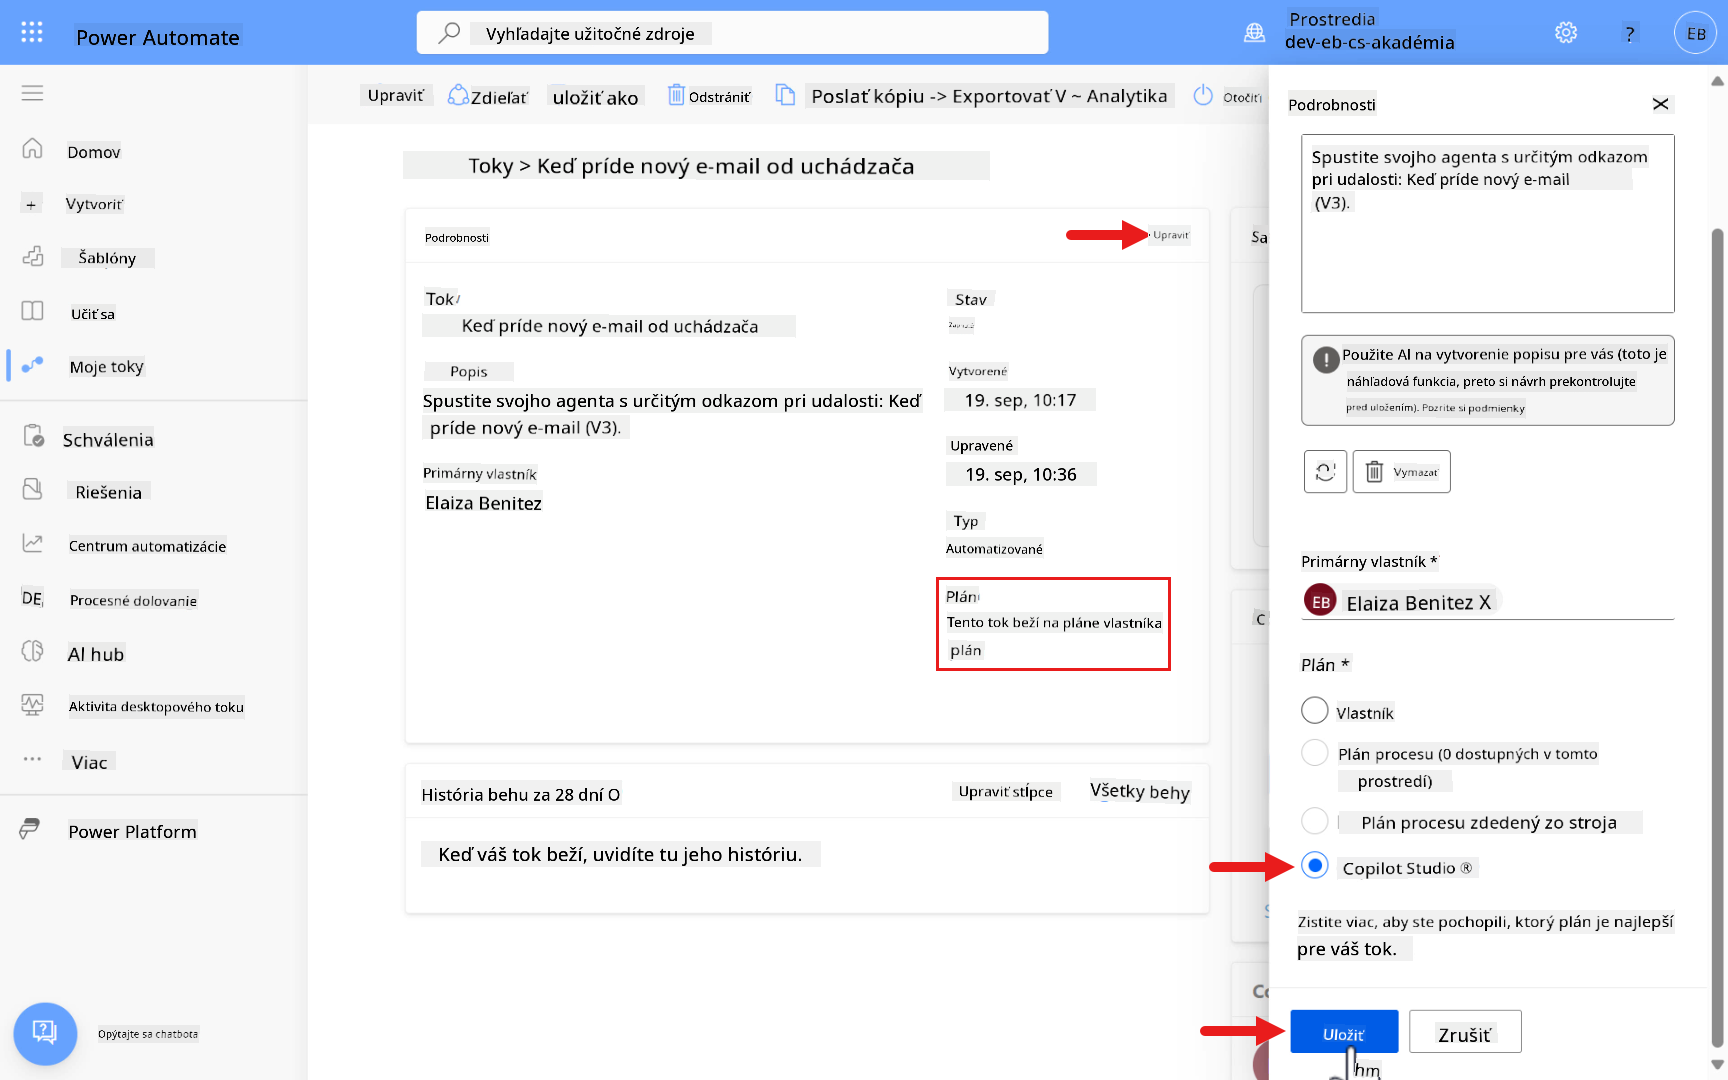 Power Automate
Vyhľadajte užitočné zdroje
Prostredia
dev-eb-cs-akadémia
?
EB
Upraviť
Zdieľať
uložiť ako
Odstrániť
Poslať kópiu -> Exportovať V ~ Analytika
Domov
+ Vytvoriť
Šablóny
Učiť sa
Moje toky
Schválenia
Riešenia
Centrum automatizácie
DE Procesné dolovanie
AI hub
Aktivita desktopového toku
Viac
Power Platform
Opýtajte sa chatbota
Toky > Keď príde nový e-mail od uchádzača
Podrobnosti
Upraviť
Tok
Keď príde nový e-mail od uchádzača
Popis
Spustite svojho agenta s určitým odkazom pri udalosti: Keď
príde nový e-mail (V3).
Primárny vlastník
Elaiza Benitez
Stav
Vytvorené
19. sep, 10:17
Upravené
19. sep, 10:36
Typ
Automatizované
Plán
Tento tok beží na pláne vlastníka
plán
História behu za 28 dní O
Upraviť stĺpce
Všetky behy
Keď váš tok beží, uvidíte tu jeho históriu.
Podrobnosti
Spustite svojho agenta s určitým odkazom
pri udalosti: Keď príde nový e-mail
(V3).
Použite AI na vytvorenie popisu pre vás (toto je
náhľadová funkcia, preto si návrh prekontrolujte
pred uložením). Pozrite si podmienky
Vymazať
Primárny vlastník *
EB Elaiza Benitez X
Plán *
Vlastník
Plán procesu (0 dostupných v tomto
prostredí)
Plán procesu zdedený zo stroja
Copilot Studio ®
Zistite viac, aby ste pochopili, ktorý plán je najlepší
pre váš tok.
Uložiť
Zrušiť